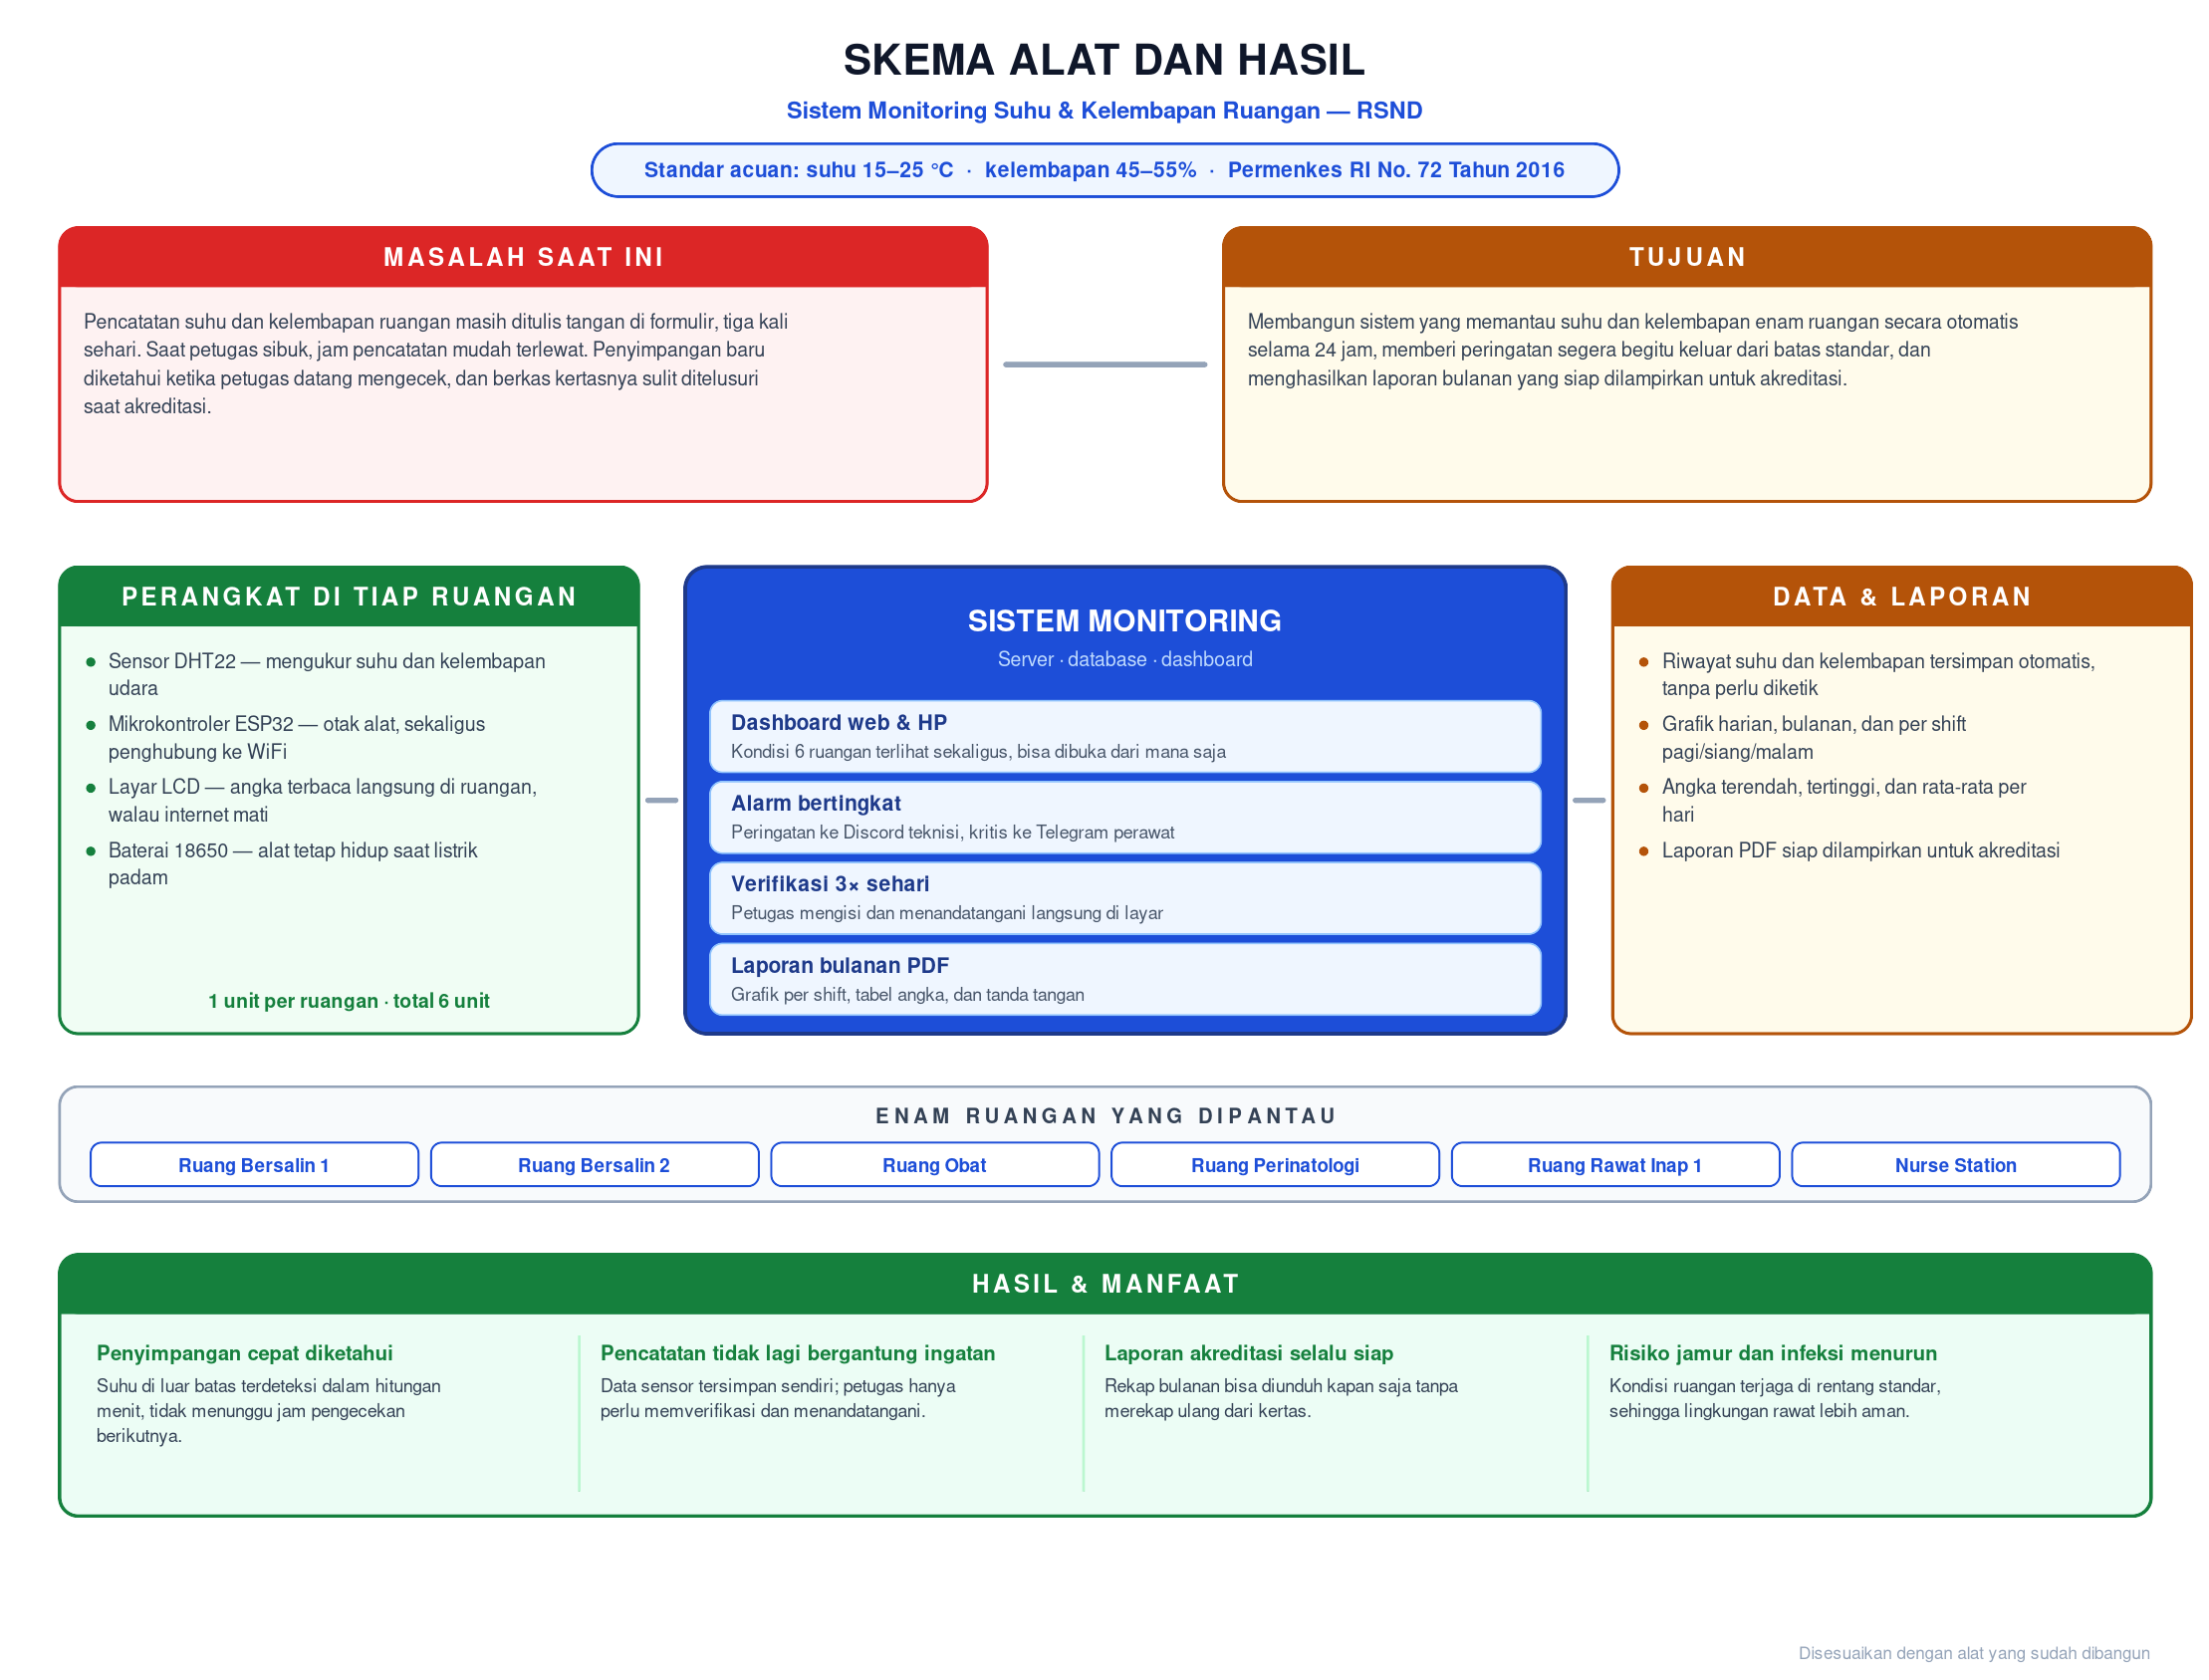 SKEMA ALAT DAN HASIL
Sistem Monitoring Suhu & Kelembapan Ruangan — RSND
Standar acuan: suhu 15–25 °C · kelembapan 45–55% · Permenkes RI No. 72 Tahun 2016
MASALAH SAAT INI
Pencatatan suhu dan kelembapan ruangan masih ditulis tangan di formulir, tiga kali
sehari. Saat petugas sibuk, jam pencatatan mudah terlewat. Penyimpangan baru
diketahui ketika petugas datang mengecek, dan berkas kertasnya sulit ditelusuri
saat akreditasi.
TUJUAN
Membangun sistem yang memantau suhu dan kelembapan enam ruangan secara otomatis
selama 24 jam, memberi peringatan segera begitu keluar dari batas standar, dan
menghasilkan laporan bulanan yang siap dilampirkan untuk akreditasi.
PERANGKAT DI TIAP RUANGAN
● Sensor DHT22 — mengukur suhu dan kelembapan
udara
● Mikrokontroler ESP32 — otak alat, sekaligus
penghubung ke WiFi
● Layar LCD — angka terbaca langsung di ruangan,
walau internet mati
● Baterai 18650 — alat tetap hidup saat listrik
padam
1 unit per ruangan · total 6 unit
SISTEM MONITORING
Server · database · dashboard
Dashboard web & HP
Kondisi 6 ruangan terlihat sekaligus, bisa dibuka dari mana saja
Alarm bertingkat
Peringatan ke Discord teknisi, kritis ke Telegram perawat
Verifikasi 3× sehari
Petugas mengisi dan menandatangani langsung di layar
Laporan bulanan PDF
Grafik per shift, tabel angka, dan tanda tangan
DATA & LAPORAN
● Riwayat suhu dan kelembapan tersimpan otomatis,
tanpa perlu diketik
● Grafik harian, bulanan, dan per shift
pagi/siang/malam
● Angka terendah, tertinggi, dan rata-rata per
hari
● Laporan PDF siap dilampirkan untuk akreditasi
ENAM RUANGAN YANG DIPANTAU
Ruang Bersalin 1
Ruang Bersalin 2
Ruang Obat
Ruang Perinatologi
Ruang Rawat Inap 1
Nurse Station
HASIL & MANFAAT
Penyimpangan cepat diketahui
Suhu di luar batas terdeteksi dalam hitungan
menit, tidak menunggu jam pengecekan
berikutnya.
Pencatatan tidak lagi bergantung ingatan
Data sensor tersimpan sendiri; petugas hanya
perlu memverifikasi dan menandatangani.
Laporan akreditasi selalu siap
Rekap bulanan bisa diunduh kapan saja tanpa
merekap ulang dari kertas.
Risiko jamur dan infeksi menurun
Kondisi ruangan terjaga di rentang standar,
sehingga lingkungan rawat lebih aman.
Disesuaikan dengan alat yang sudah dibangun